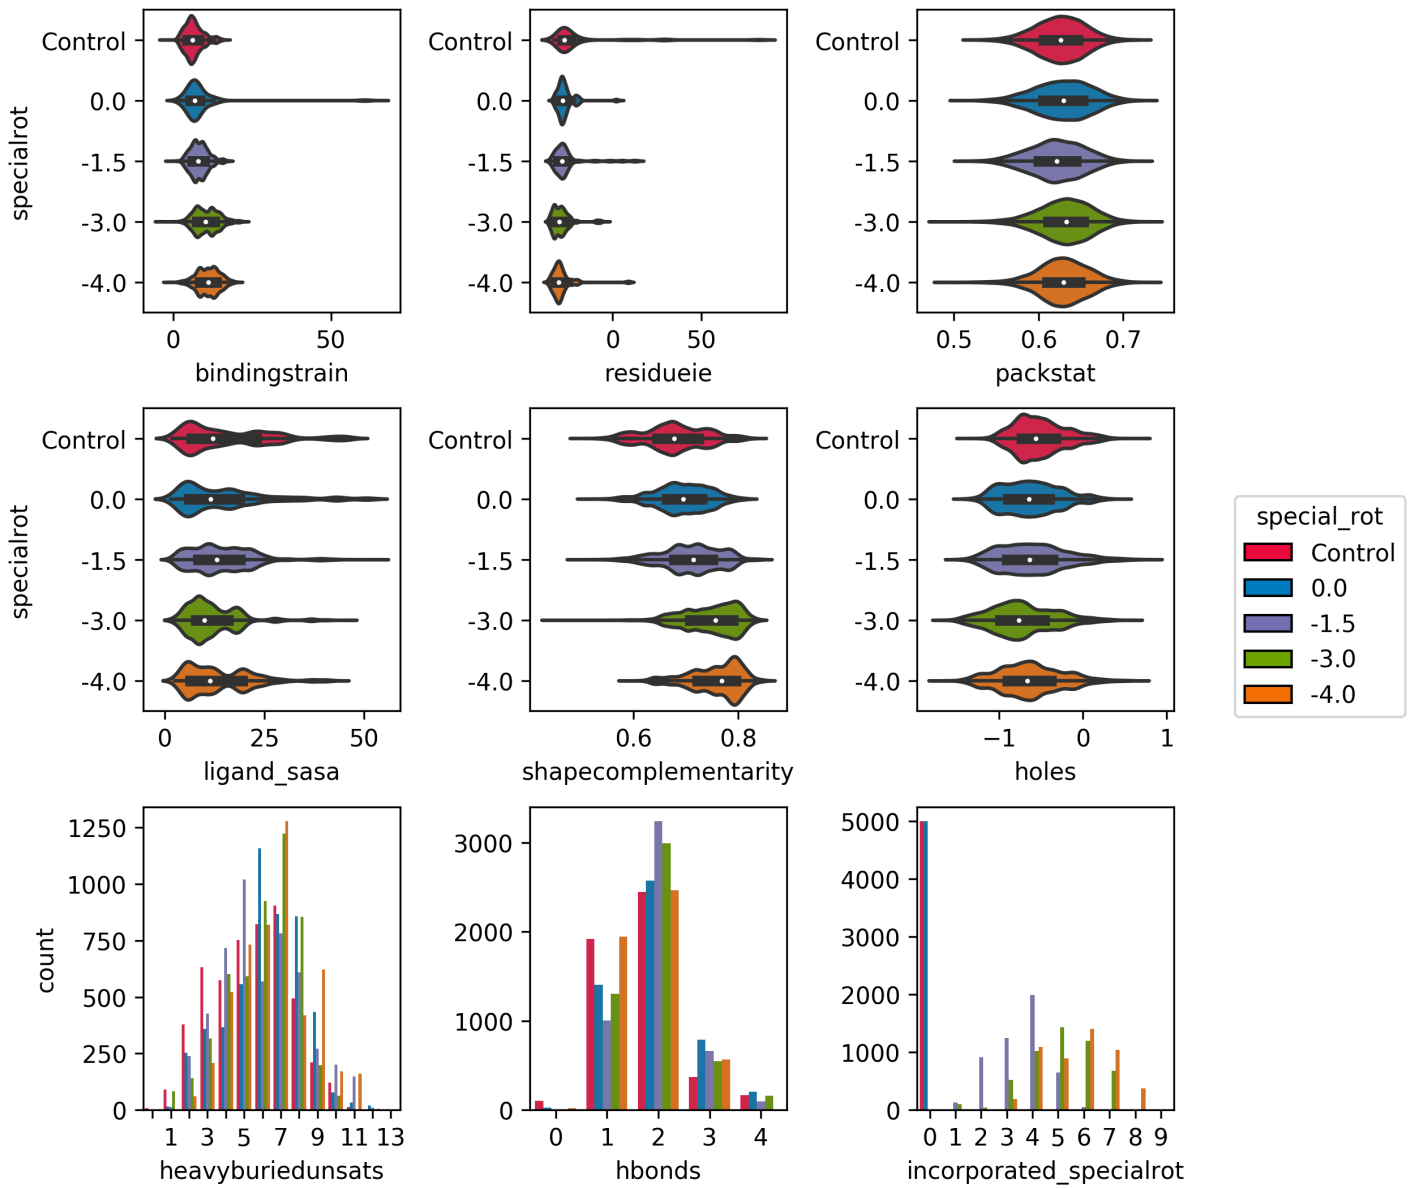 specialrot
Control
0.0
-1.5
-3.0
-4.0
0 50
bindingstrain
Control
0.0
-1.5
-3.0
-4.0
0 50
residueie
Control
0.0
-1.5
-3.0
-4.0
0.5 0.6 0.7
packstat
specialrot
Control
0.0
-1.5
-3.0
-4.0
0 25 50
ligand_sasa
Control
0.0
-1.5
-3.0
-4.0
0.6 0.8
shapecomplementarity
Control
0.0
-1.5
-3.0
-4.0
−1 0 1
holes
special_rot
Control
0.0
-1.5
-3.0
-4.0
count
1250
1000
750
500
250
0
1 3 5 7 9 11 13
heavyburiedunsats
3000
2000
1000
0
0 1 2 3 4
hbonds
5000
4000
3000
2000
1000
0
0 1 2 3 4 5 6 7 8 9
incorporated_specialrot